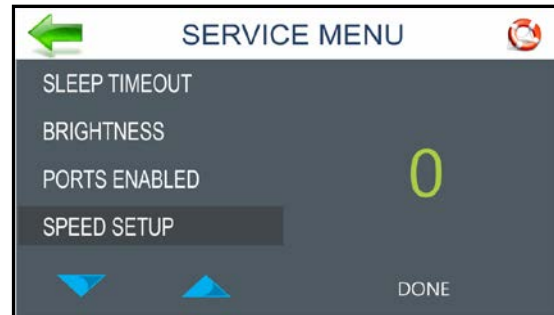 SERVICE MENU
SLEEP TIMEOUT
BRIGHTNESS
PORTS ENABLED
0
SPEED SETUP
DONE